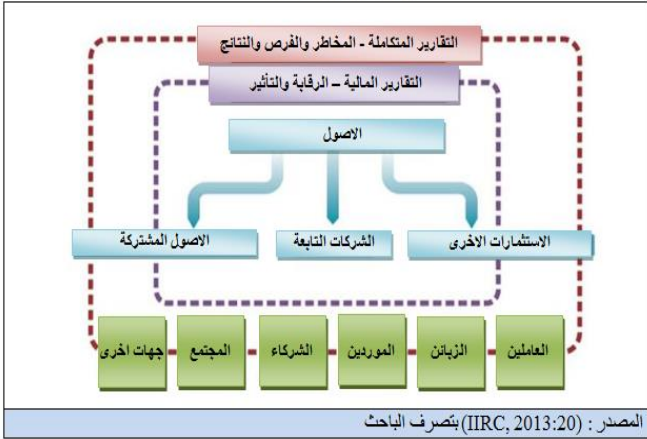 التقارير المتكاملة - المخاطر والفرص والنتائج
التقارير المالية – الرقابة والتأثير
الاصول
الاستثمارات الاخرى
الشركات التابعة
الاصول المشتركة
العاملين
الزبائن
الموردين
الشركاء
المجتمع
جهات اخرى
المصدر : (IIRC, 2013:20) بتصرف الباحث